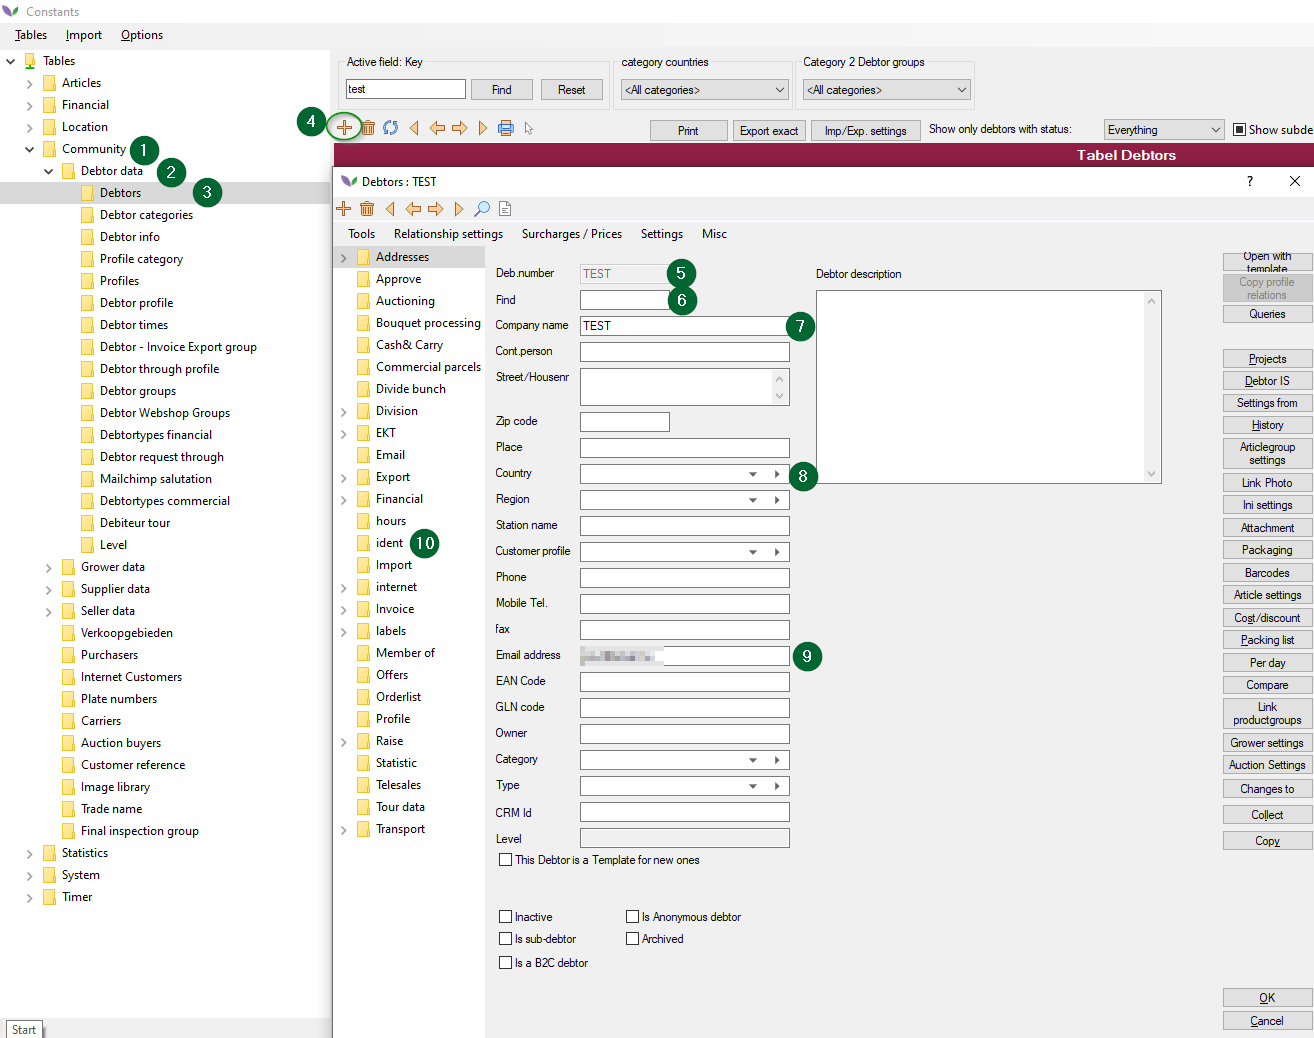 Constants
Tables Import Options
Tables
Articles
Financial
Location
Community 1
Debtor data 2
Debtors 3
Debtor categories
Debtor info
Profile category
Profiles
Debtor profile
Debtor times
Debtor - Invoice Export group
Debtor through profile
Debtor groups
Debtor Webshop Groups
Debtortypes financial
Debtor request through
Mailchimp salutation
Debtortypes commercial
Debiteur tour
Level
Grower data
Supplier data
Seller data
Verkoopgebieden
Purchasers
Internet Customers
Plate numbers
Carriers
Auction buyers
Customer reference
Image library
Trade name
Final inspection group
Statistics
System
Timer
Start
Active field: Key
test Find Reset
category countries
<All categories>
Category 2 Debtor groups
<All categories>
4
Print Export exact Imp/Exp. settings Show only debtors with status: Everything Show subde
Tabel Debtors
Debtors : TEST ?
Tools Relationship settings Surcharges / Prices Settings Misc
Addresses
Approve
Auctioning
Bouquet processing
Cash& Carry
Commercial parcels
Divide bunch
Division
EKT
Email
Export
Financial
hours
ident 10
Import
internet
Invoice
labels
Member of
Offers
Orderlist
Profile
Raise
Statistic
Telesales
Tour data
Transport
Deb.number TEST 5
Find 6
Company name TEST 7
Cont.person
Street/Housenr
Zip code
Place
Country 8
Region
Station name
Customer profile
Phone
Mobile Tel.
fax
Email address 9
EAN Code
GLN code
Owner
Category
Type
CRM Id
Level
This Debtor is a Template for new ones
Inactive Is Anonymous debtor
Is sub-debtor Archived
Is a B2C debtor
Debtor description
Open with
template
Copy profile
relations
Queries
Projects
Debtor IS
Settings from
History
Articlegroup
settings
Link Photo
Ini settings
Attachment
Packaging
Barcodes
Article settings
Cost/discount
Packing list
Per day
Compare
Link
productgroups
Grower settings
Auction Settings
Changes to
Collect
Copy
OK
Cancel